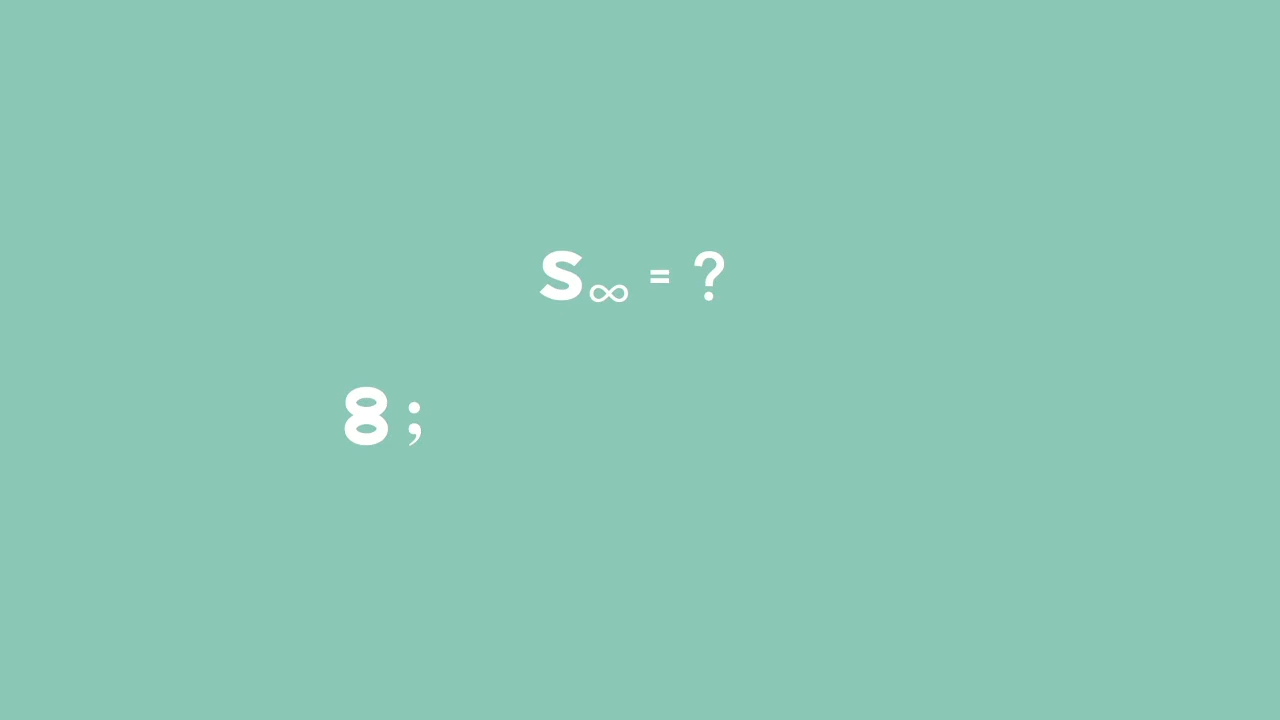 S∞ = ?
8 ;